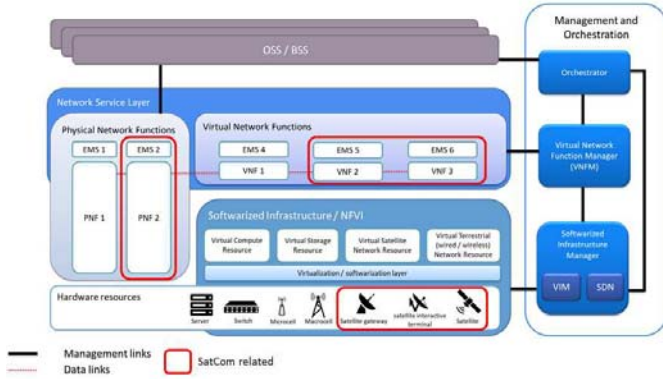 OSS / BSS
Management and
Orchestration
Orchestrator
Network Service Layer
Physical Network Functions
Virtual Network Functions
EMS 1
EMS 2
EMS 4
EMS 5
EMS 6
VNF 1
VNF 2
VNF 3
Virtual Network
Function Manager
(VNFM)
PNF 1
PNF 2
Softwarized Infrastructure / NFVI
Virtual Compute
Resource
Virtual Storage
Resource
Virtual Satellite
Network Resource
Virtual Terrestrial
(wired / wireless)
Network Resource
Softwarized
Infrastructure
Manager
VIM
SDN
Virtualization / softwarisation layer
Hardware resources
Server
Switch
Microcell
Macrocell
Satellite gateway
satellite interactive
terminal
Satellite
Management links
Data links
SatCom related